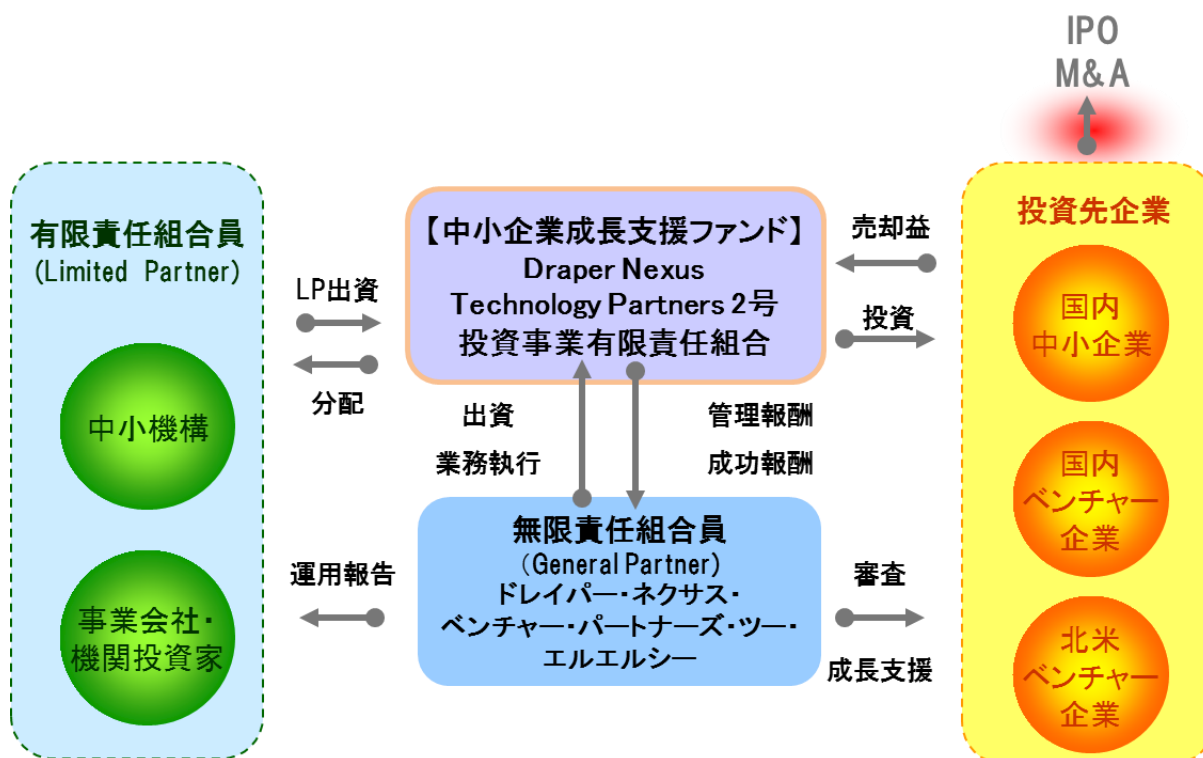 IPO
M&A
有限責任組合員
(Limited Partner)
中小機構
事業会社・
機関投資家
LP出資
分配
運用報告
【中小企業成長支援ファンド】
Draper Nexus
Technology Partners 2号
投資事業有限責任組合
出資
業務執行
管理報酬
成功報酬
無限責任組合員
(General Partner)
ドレイパー・ネクサス・
ベンチャー・パートナーズ・ツー・
エルエルシー
売却益
投資
審査
成長支援
投資先企業
国内
中小企業
国内
ベンチャー
企業
北米
ベンチャー
企業